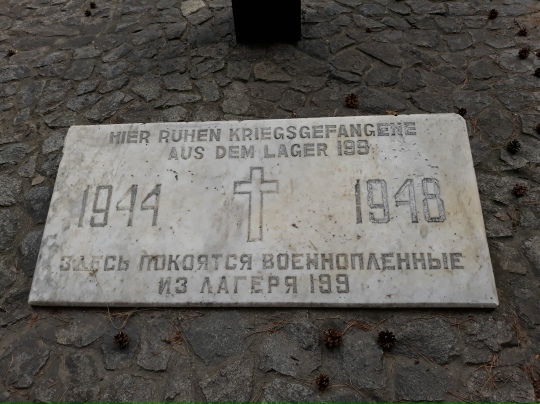 HIER RUHEN KRIEGSGEFANGENE
AUS DEM LAGER 199
1944 1948
ЗДЕСЬ ПОКОЯТСЯ ВОЕННОПЛЕННЫЕ
ИЗ ЛАГЕРЯ 199